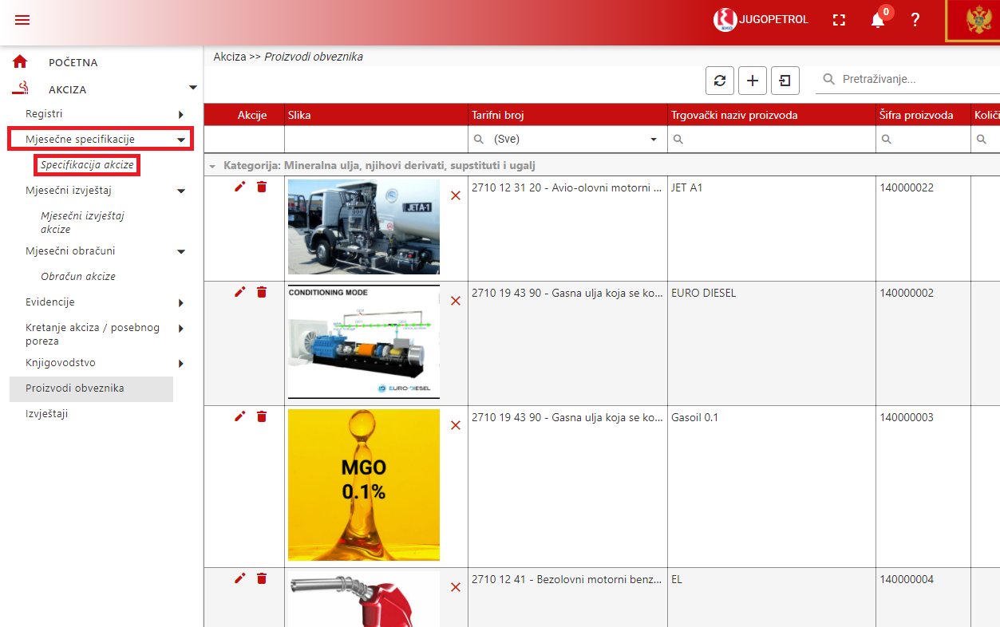 EKO
JUGOPETROL
0
?
POČETNA
AKCIZA
Registri
Mjesečne specifikacije
Specifikacija akcize
Mjesečni izvještaj
Mjesečni izvještaj
akcize
Mjesečni obračuni
Obračun akcize
Evidencije
Kretanje akciza / posebnog
poreza
Knjigovodstvo
Proizvodi obveznika
Izvještaji
Akciza >> Proizvodi obveznika
Pretraživanje...
Akcije Slika Tarifni broj Trgovački naziv proizvoda Šifra proizvoda Količi
(Sve)
Kategorija: Mineralna ulja, njihovi derivati, supstituti i ugalj
2710 12 31 20 - Avio-olovni motorni ... JET A1 140000022
JET A-1
2710 19 43 90 - Gasna ulja koja se ko... EURO DIESEL 140000002
CONDITIONING MODE
EURO-DIESEL
2710 19 43 90 - Gasna ulja koja se ko... Gasoil 0.1 140000003
MGO
0.1%
2710 12 41 - Bezolovni motorni benz... EL 140000004